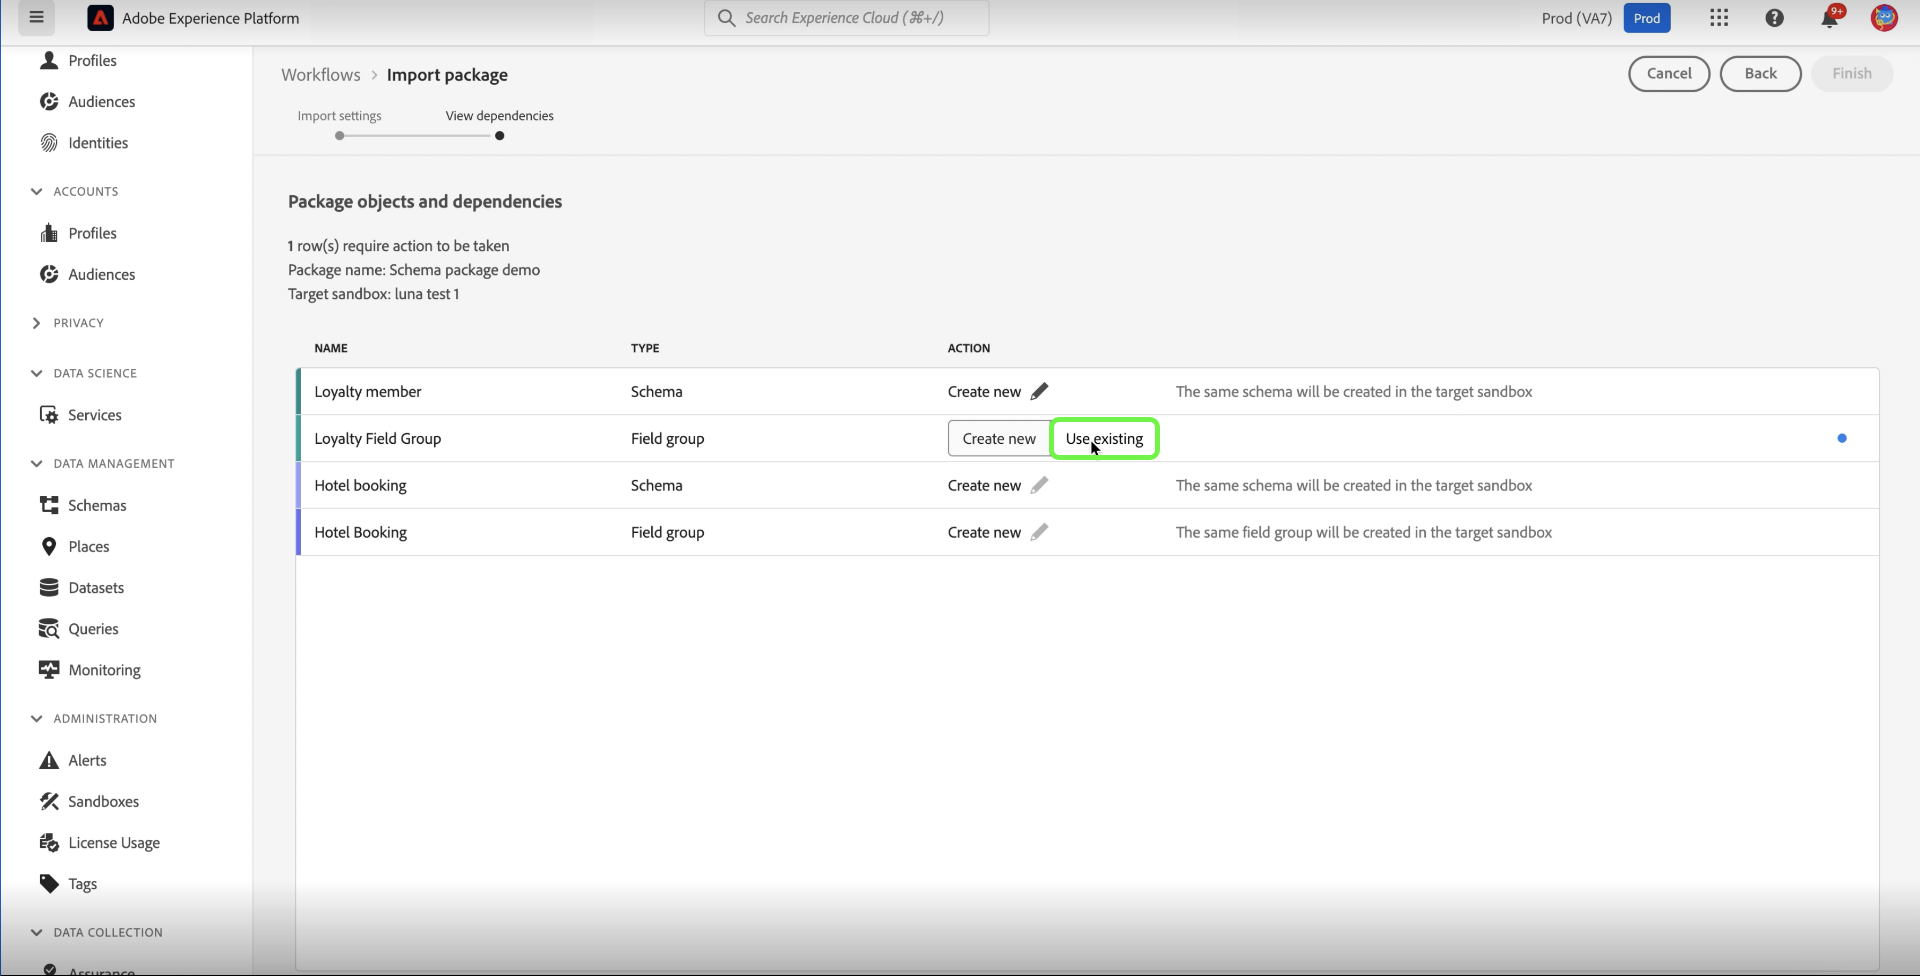 Adobe Experience Platform
Search Experience Cloud (⌘+/)
Prod (VA7)
Prod
9+
Profiles
Audiences
Identities
ACCOUNTS
Profiles
Audiences
PRIVACY
DATA SCIENCE
Services
DATA MANAGEMENT
Schemas
Places
Datasets
Queries
Monitoring
ADMINISTRATION
Alerts
Sandboxes
License Usage
Tags
DATA COLLECTION
Assurance
Workflows > Import package
Cancel
Back
Finish
Import settings
View dependencies
Package objects and dependencies
1 row(s) require action to be taken
Package name: Schema package demo
Target sandbox: luna test 1
NAME TYPE ACTION
Loyalty member Schema Create new The same schema will be created in the target sandbox
Loyalty Field Group Field group Create new Use existing
Hotel booking Schema Create new The same schema will be created in the target sandbox
Hotel Booking Field group Create new The same field group will be created in the target sandbox